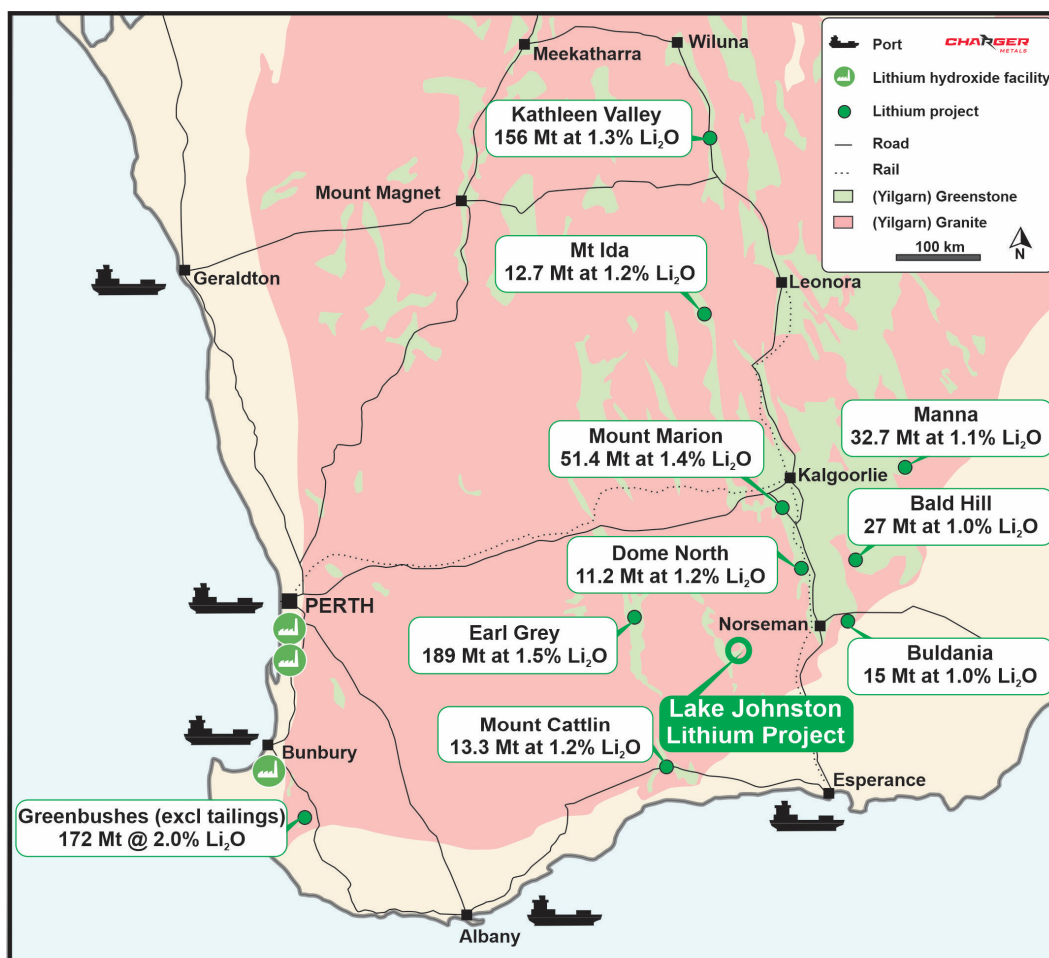 Port
CHARGER
METALS
Lithium hydroxide facility
Lithium project
Road
Rail
(Yilgarn) Greenstone
(Yilgarn) Granite
100 km
N
Meekatharra
Wiluna
Kathleen Valley
156 Mt at 1.3% Li₂O
Mount Magnet
Mt Ida
12.7 Mt at 1.2% Li₂O
Geraldton
Leonora
Manna
32.7 Mt at 1.1% Li₂O
Mount Marion
51.4 Mt at 1.4% Li₂O
Kalgoorlie
Bald Hill
27 Mt at 1.0% Li₂O
Dome North
11.2 Mt at 1.2% Li₂O
PERTH
Earl Grey
189 Mt at 1.5% Li₂O
Norseman
Buldania
15 Mt at 1.0% Li₂O
Lake Johnston
Lithium Project
Mount Cattlin
13.3 Mt at 1.2% Li₂O
Bunbury
Esperance
Greenbushes (excl tailings)
172 Mt @ 2.0% Li₂O
Albany